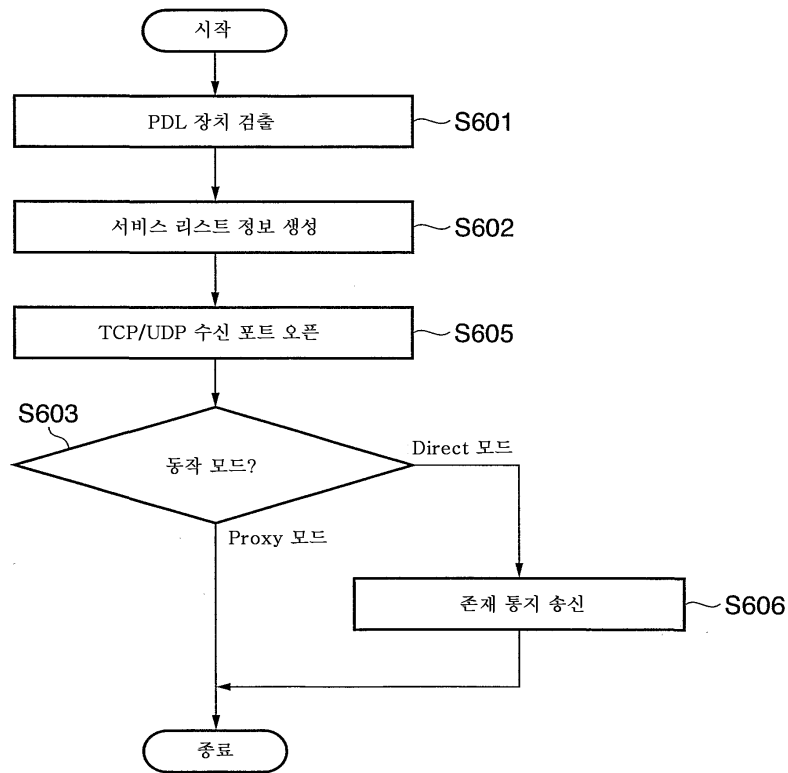 시작
PDL 장치 검출
S601
서비스 리스트 정보 생성
S602
TCP/UDP 수신 포트 오픈
S605
S603
동작 모드?
Direct 모드
Proxy 모드
존재 통지 송신
S606
종료